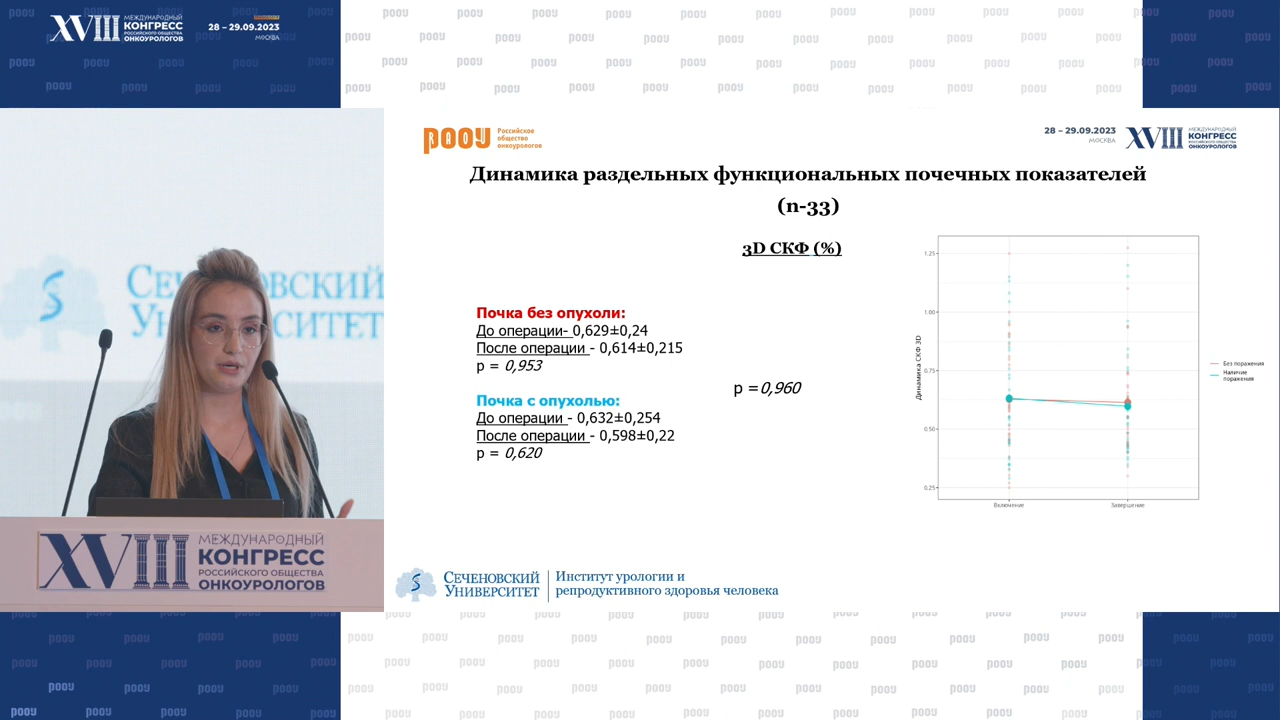 XVIII МЕЖДУНАРОДНЫЙ
КОНГРЕСС
РОССИЙСКОГО ОБЩЕСТВА
ОНКОУРОЛОГОВ
28 – 29.09.2023
МОСКВА
РООУ Российское
общество
онкоурологов
28 – 29.09.2023
МОСКВА
XVIII МЕЖДУНАРОДНЫЙ
КОНГРЕСС
РОССИЙСКОГО ОБЩЕСТВА
ОНКОУРОЛОГОВ
Динамика раздельных функциональных почечных показателей
(n-33)
3D СКФ (%)
Почка без опухоли:
До операции- 0,629±0,24
После операции - 0,614±0,215
p = 0,953
p =0,960
Почка с опухолью:
До операции - 0,632±0,254
После операции - 0,598±0,22
p = 0,620
Динамика СКФ 3D
1.25
1.00
0.75
0.50
0.25
Включение
Завершение
Без поражения
Наличие
поражения
Сеченовский
Университет
Институт урологии и
репродуктивного здоровья человека
Сеченовский
Университет
XVIII МЕЖДУНАРОДНЫЙ
КОНГРЕСС
РОССИЙСКОГО ОБЩЕСТВА
ОНКОУРОЛОГОВ